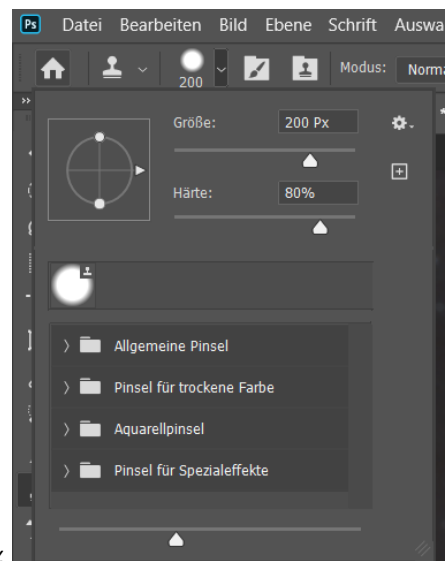 Ps Datei Bearbeiten Bild Ebene Schrift Auswa
200 Modus: Norma
Größe: 200 Px
Härte: 80%
Allgemeine Pinsel
Pinsel für trockene Farbe
Aquarellpinsel
Pinsel für Spezialeffekte